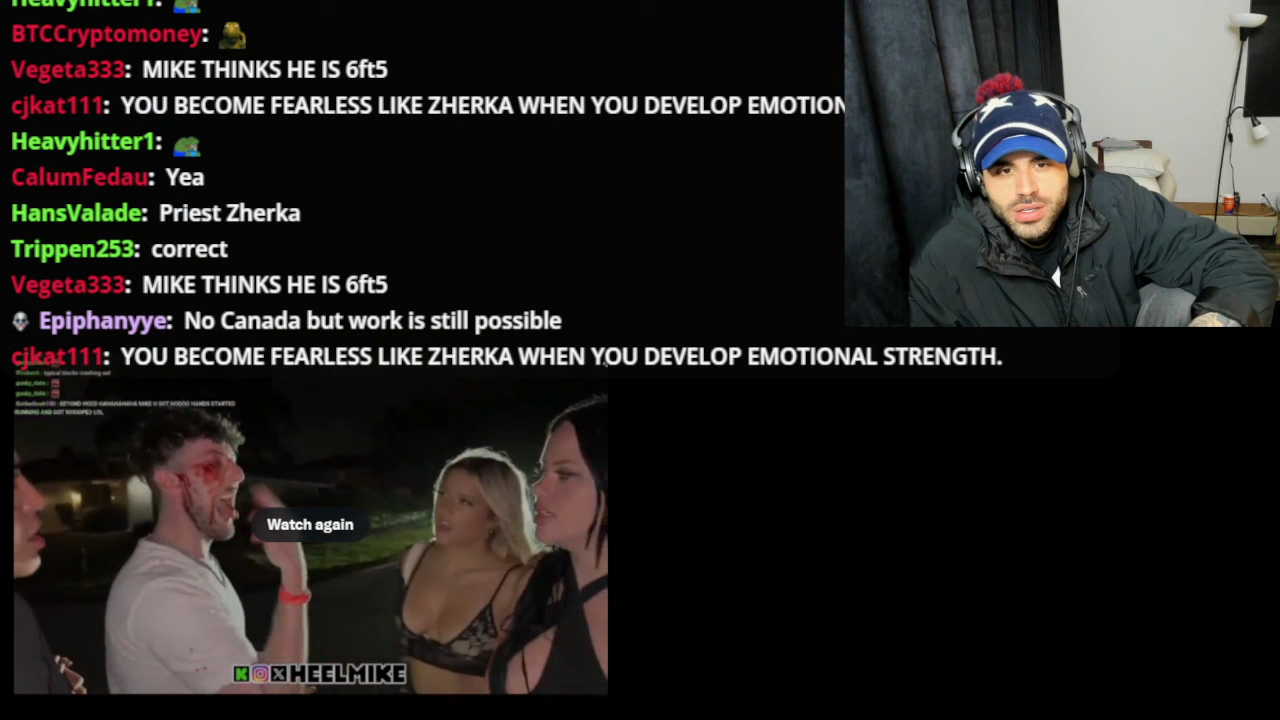 Heavyhitter1:
BTCCryptomoney:
Vegeta333: MIKE THINKS HE IS 6ft5
cjkat111: YOU BECOME FEARLESS LIKE ZHERKA WHEN YOU DEVELOP EMOTION
Heavyhitter1:
CalumFedau: Yea
HansValade: Priest Zherka
Trippen253: correct
Vegeta333: MIKE THINKS HE IS 6ft5
Epiphanyye: No Canada but work is still possible
cjkat111: YOU BECOME FEARLESS LIKE ZHERKA WHEN YOU DEVELOP EMOTIONAL STRENGTH.
Watch again
K X HEELMIKE